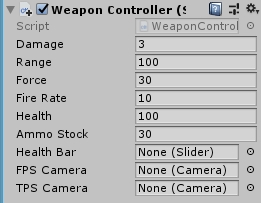 Weapon Controller (S
Script WeaponControl
Damage 3
Range 100
Force 30
Fire Rate 10
Health 100
Ammo Stock 30
Health Bar None (Slider)
FPS Camera None (Camera)
TPS Camera None (Camera)